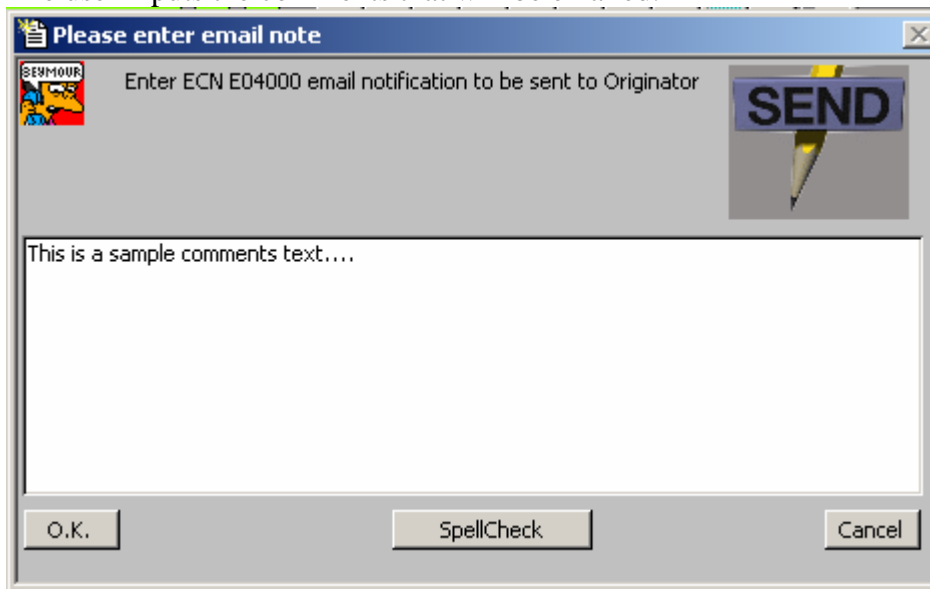 Please enter email note
SEYMOUR
Enter ECN E04000 email notification to be sent to Originator
SEND
This is a sample comments text....
O.K.
SpellCheck
Cancel